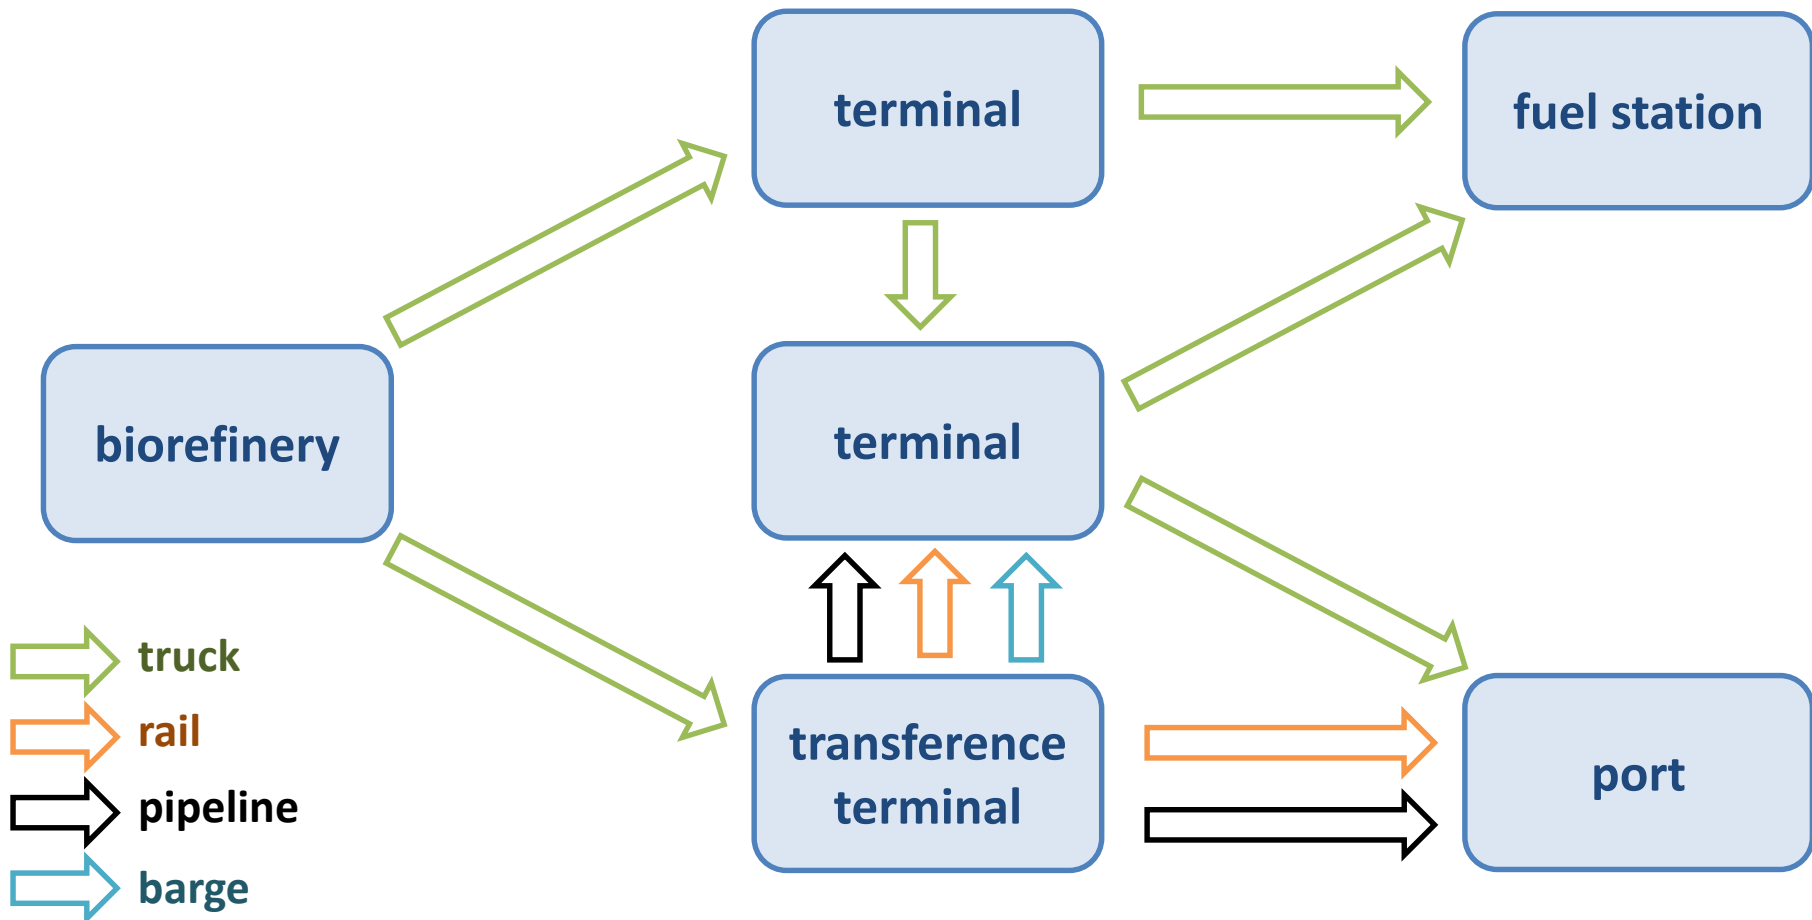 terminal
fuel station
biorefinery
terminal
transference
terminal
port
truck
rail
pipeline
barge